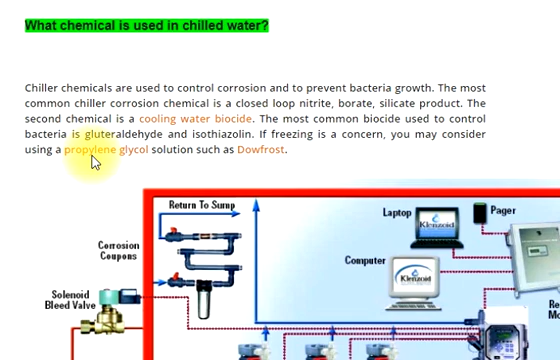 What chemical is used in chilled water?
Chiller chemicals are used to control corrosion and to prevent bacteria growth. The most
common chiller corrosion chemical is a closed loop nitrite, borate, silicate product. The
second chemical is a cooling water biocide. The most common biocide used to control
bacteria is gluteraldehyde and isothiazolin. If freezing is a concern, you may consider
using a propylene glycol solution such as Dowfrost.
Return To Sump
Laptop
Pager
Klenzoid
Corrosion
Coupons
Computer
Klenzoid
Solenoid
Bleed Valve
Re
Mo